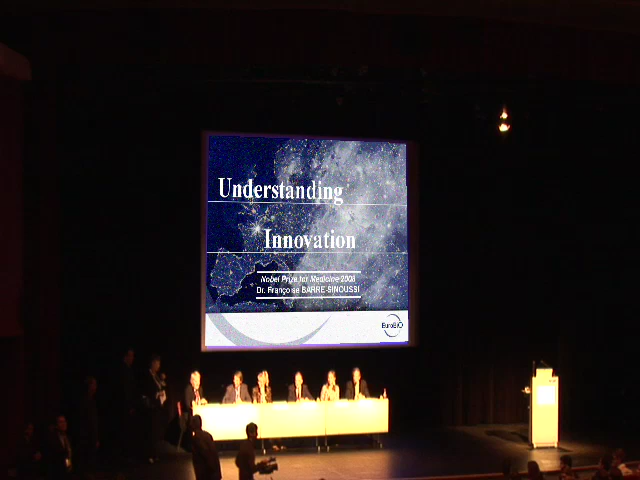 Understanding
Innovation
Nobel Prize for Medicine 2008
Dr. Françoise BARRE-SINOUSSI
EuroBiO